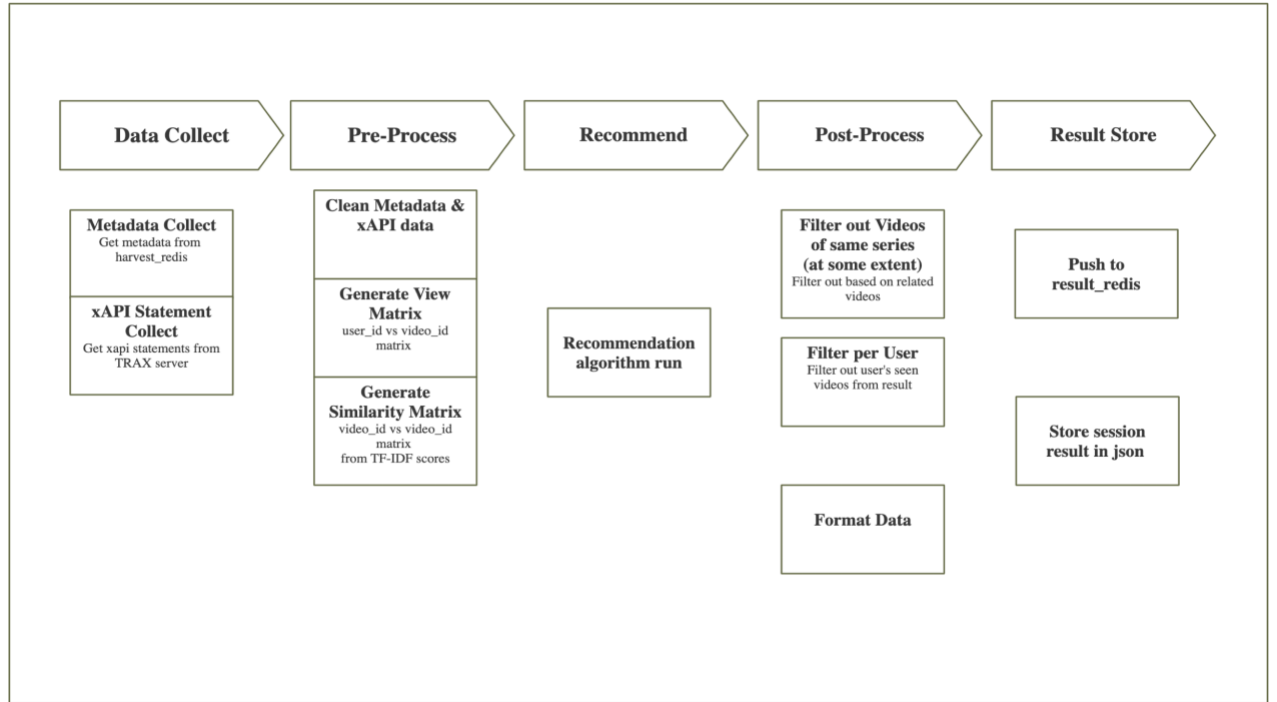 Data Collect
Pre-Process
Recommend
Post-Process
Result Store
Metadata Collect
Get metadata from
harvest_redis
xAPI Statement
Collect
Get xapi statements from
TRAX server
Clean Metadata &
xAPI data
Generate View
Matrix
user_id vs video_id
matrix
Generate
Similarity Matrix
video_id vs video_id
matrix
from TF-IDF scores
Recommendation
algorithm run
Filter out Videos
of same series
(at some extent)
Filter out based on related
videos
Filter per User
Filter out user's seen
videos from result
Format Data
Push to
result_redis
Store session
result in json